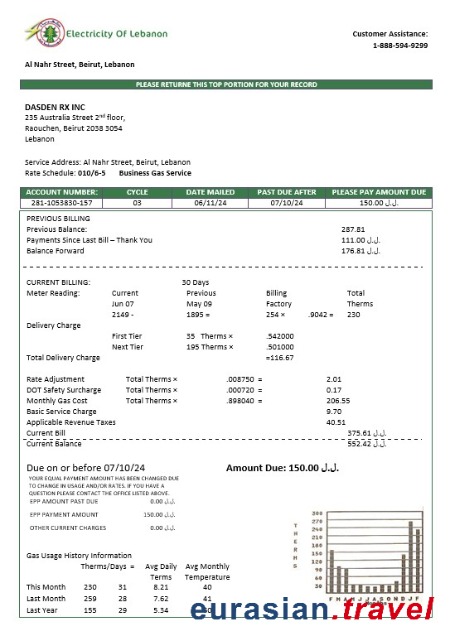 Electricity Of Lebanon
Customer Assistance:
1-888-594-9299
Al Nahr Street, Beirut, Lebanon
PLEASE RETURNE THIS TOP PORTION FOR YOUR RECORD
DASDEN RX INC
235 Australia Street 2nd floor,
Raouchen, Beirut 2038 3054
Lebanon
Service Address: Al Nahr Street, Beirut, Lebanon
Rate Schedule: 010/6-5 Business Gas Service
ACCOUNT NUMBER: CYCLE DATE MAILED PAST DUE AFTER PLEASE PAY AMOUNT DUE
281-1053830-157 03 06/11/24 07/10/24 150.00 ل.ل.
PREVIOUS BILLING
Previous Balance: 287.81
Payments Since Last Bill – Thank You 111.00 ل.ل.
Balance Forward 176.81 ل.ل.
CURRENT BILLING: 30 Days
Meter Reading: Current Previous Billing Total
Jun 07 May 09 Factory Therms
2149 - 1895 = 254 × .9042 = 230
Delivery Charge
First Tier 35 Therms × .542000
Next Tier 195 Therms × .501000
Total Delivery Charge =116.67
Rate Adjustment Total Therms × .008750 = 2.01
DOT Safety Surcharge Total Therms × .000720 = 0.17
Monthly Gas Cost Total Therms × .898040 = 206.55
Basic Service Charge 9.70
Applicable Revenue Taxes 40.51
Current Bill 375.61 ل.ل.
Current Balance 552.42 ل.ل.
Due on or before 07/10/24 Amount Due: 150.00 ل.ل.
YOUR EQUAL PAYMENT AMOUNT HAS BEEN CHANGED DUE
TO CHANGE IN USAGE AND/OR RATES. IF YOU HAVE A
QUESTION PLEASE CONTACT THE OFFICE LISTED ABOVE.
EPP AMOUNT PAST DUE 0.00 ل.ل.
EPP PAYMENT AMOUNT 150.00 ل.ل.
OTHER CURRENT CHARGES 0.00 ل.ل.
Gas Usage History Information
Therms/Days = Avg Daily Avg Monthly
Terms Temperature
This Month 230 31 8.21 40
Last Month 259 28 7.62 41
Last Year 155 29 5.34
THERMS
300
270
240
210
180
150
120
90
60
30
F M A M J J A S O N D J F
eurasian.travel